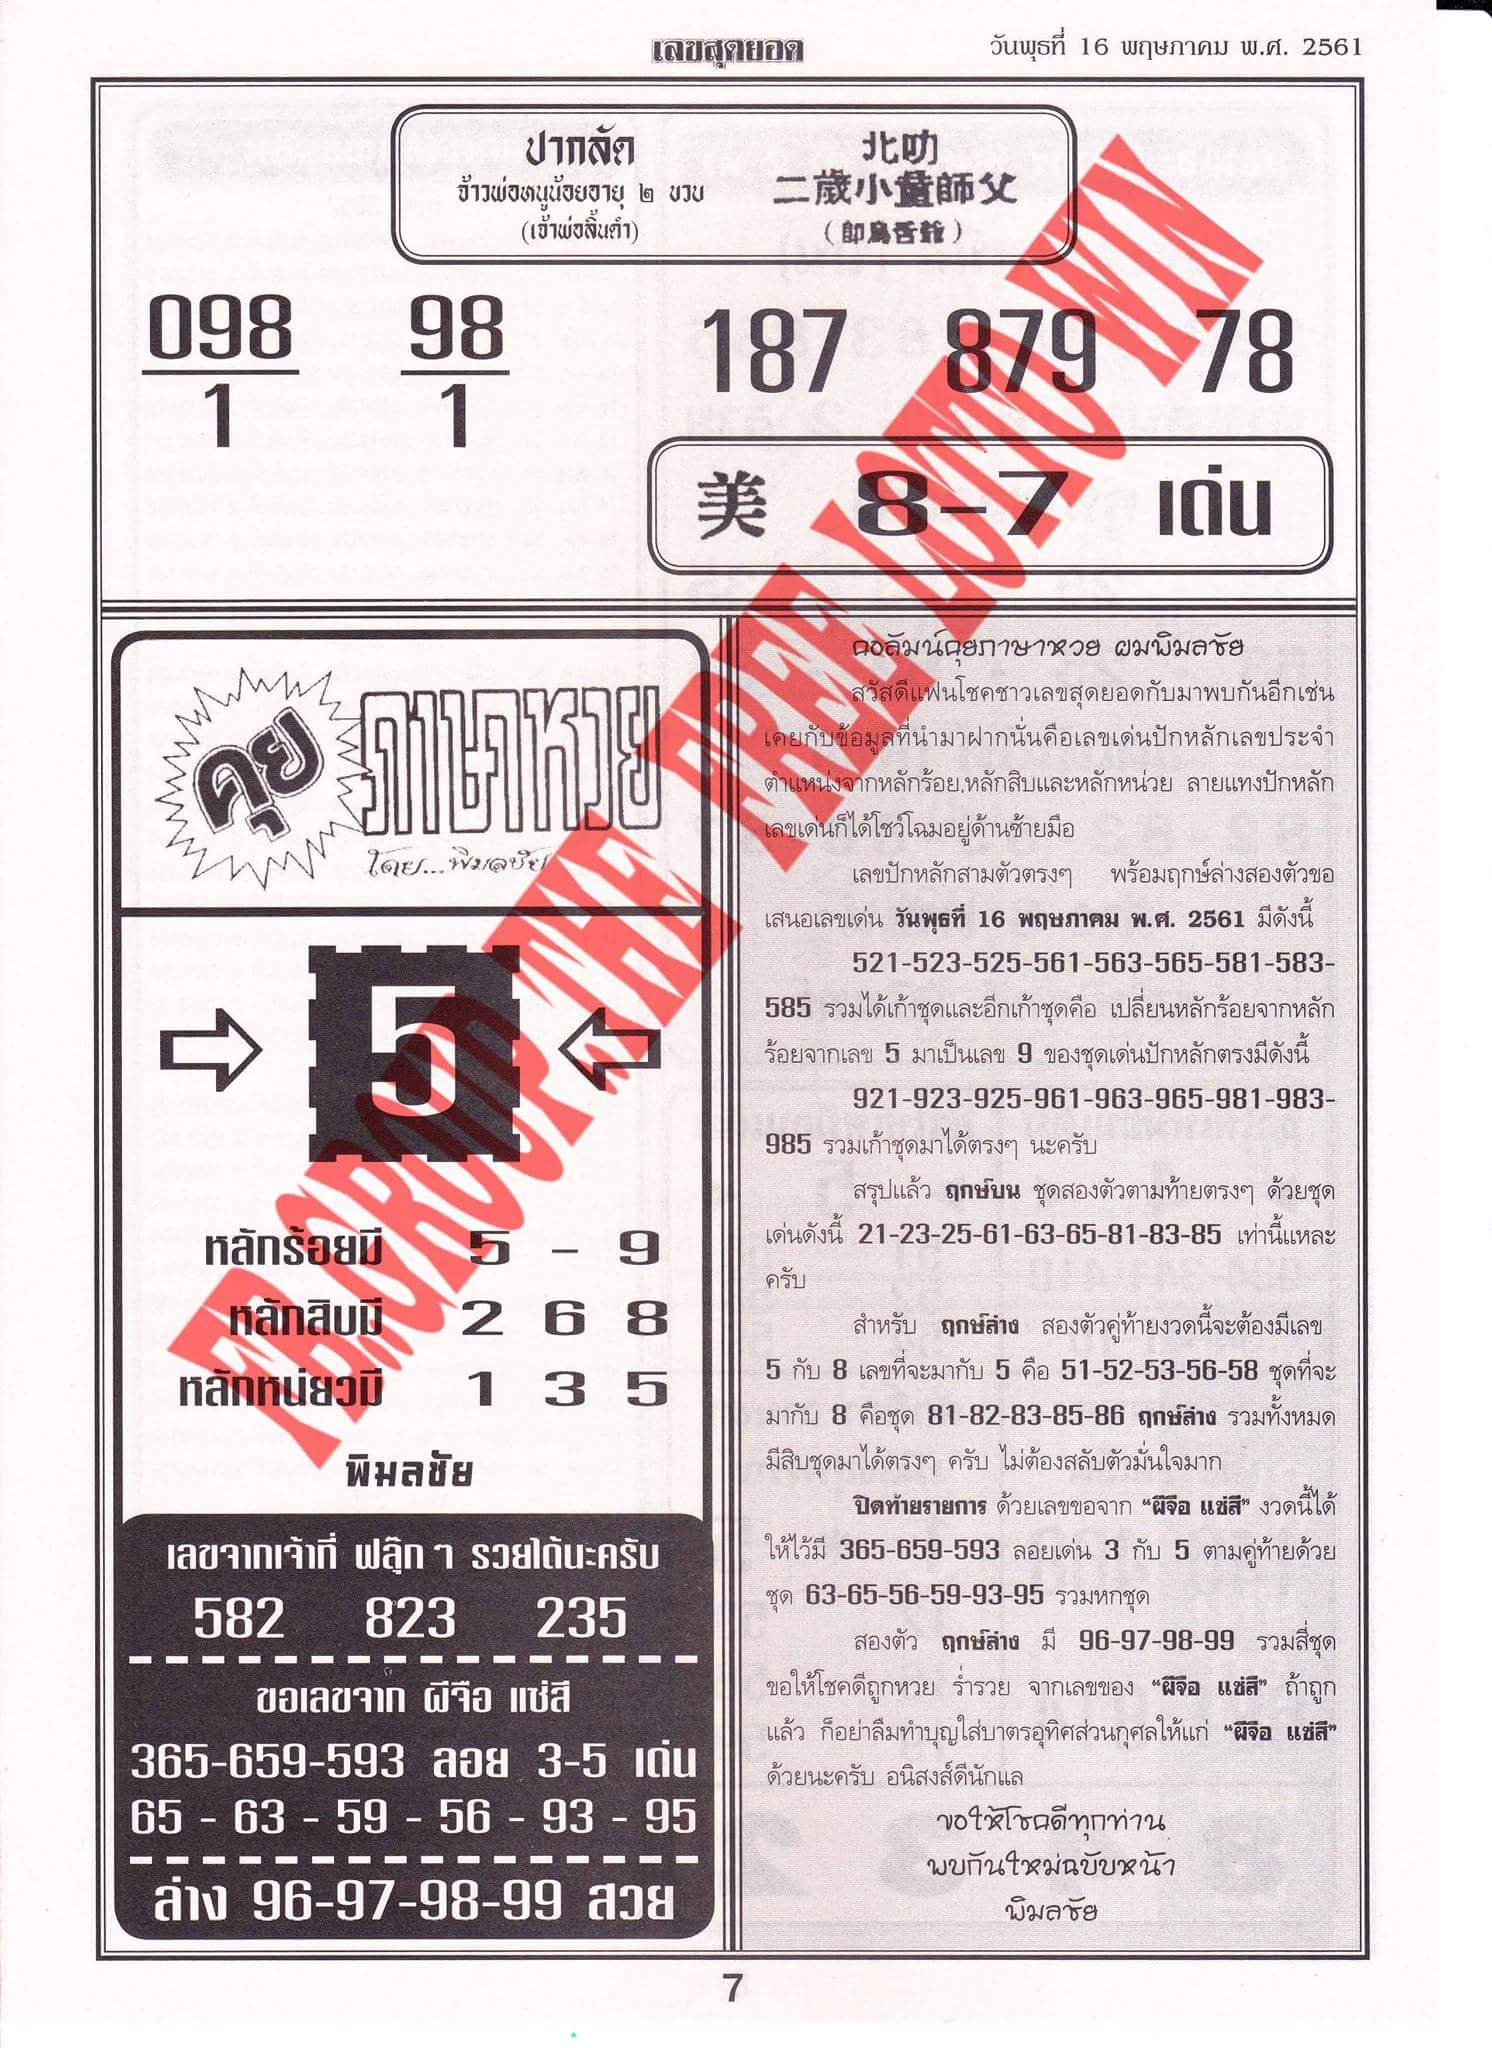 เลขสุดยอด
วันพุธที่ 16 พฤษภาคม พ.ศ. 2561
ปากลัด
จ้าวพ่อหนูน้อยอายุ ๒ ขวบ
(เจ้าพ่อลิ้นดำ)
北叻
二歲小童師父
(即烏舌爺)
098 98
1 1
187 879 78
美 8-7 เด่น
คุย ภาษาหวย
โดย...พิมลชัย
5
หลักร้อยมี 5 - 9
หลักสิบมี 2 6 8
หลักหน่วยมี 1 3 5
พิมลชัย
เลขจากเจ้าที่ ฟลุ๊ก ๆ รวยได้นะครับ
582 823 235
ขอเลขจาก ผีจือ แซ่สี
365-659-593 ลอย 3-5 เด่น
65 - 63 - 59 - 56 - 93 - 95
ล่าง 96-97-98-99 สวย
คอลัมน์คุยภาษาหวย ผมพิมลชัย
สวัสดีแฟนโชคชาวเลขสุดยอดกับมาพบกันอีกเช่น
เคยกับข้อมูลที่นำมาฝากนั่นคือเลขเด่นปักหลักเลขประจำ
ตำแหน่งจากหลักร้อย,หลักสิบและหลักหน่วย ลายแทงปักหลัก
เลขเด่นก็ได้โชว์โฉมอยู่ด้านซ้ายมือ
เลขปักหลักสามตัวตรงๆ พร้อมฤกษ์ล่างสองตัวขอ
เสนอเลขเด่น วันพุธที่ 16 พฤษภาคม พ.ศ. 2561 มีดังนี้
521-523-525-561-563-565-581-583-
585 รวมได้เก้าชุดและอีกเก้าชุดคือ เปลี่ยนหลักร้อยจากหลัก
ร้อยจากเลข 5 มาเป็นเลข 9 ของชุดเด่นปักหลักตรงมีดังนี้
921-923-925-961-963-965-981-983-
985 รวมเก้าชุดมาได้ตรงๆ นะครับ
สรุปแล้ว ฤกษ์บน ชุดสองตัวตามท้ายตรงๆ ด้วยชุด
เด่นดังนี้ 21-23-25-61-63-65-81-83-85 เท่านี้แหละ
ครับ
สำหรับ ฤกษ์ล่าง สองตัวคู่ท้ายงวดนี้จะต้องมีเลข
5 กับ 8 เลขที่จะมากับ 5 คือ 51-52-53-56-58 ชุดที่จะ
มากับ 8 คือชุด 81-82-83-85-86 ฤกษ์ล่าง รวมทั้งหมด
มีสิบชุดมาได้ตรงๆ ครับ ไม่ต้องสลับตัวมั่นใจมาก
ปิดท้ายรายการ ด้วยเลขขอจาก “ผีจือ แซ่สี” งวดนี้ได้
ให้ไว้มี 365-659-593 ลอยเด่น 3 กับ 5 ตามคู่ท้ายด้วย
ชุด 63-65-56-59-93-95 รวมหกชุด
สองตัว ฤกษ์ล่าง มี 96-97-98-99 รวมสี่ชุด
ขอให้โชคดีถูกหวย ร่ำรวย จากเลขของ “ผีจือ แซ่สี” ถ้าถูก
แล้ว ก็อย่าลืมทำบุญใส่บาตรอุทิศส่วนกุศลให้แก่ “ผีจือ แซ่สี”
ด้วยนะครับ อนิสงส์ดีนักแล
ขอให้โชคดีทุกท่าน
พบกันใหม่ฉบับหน้า
พิมลชัย
FB.GROUP...THE FREE LOTTO WIN
7